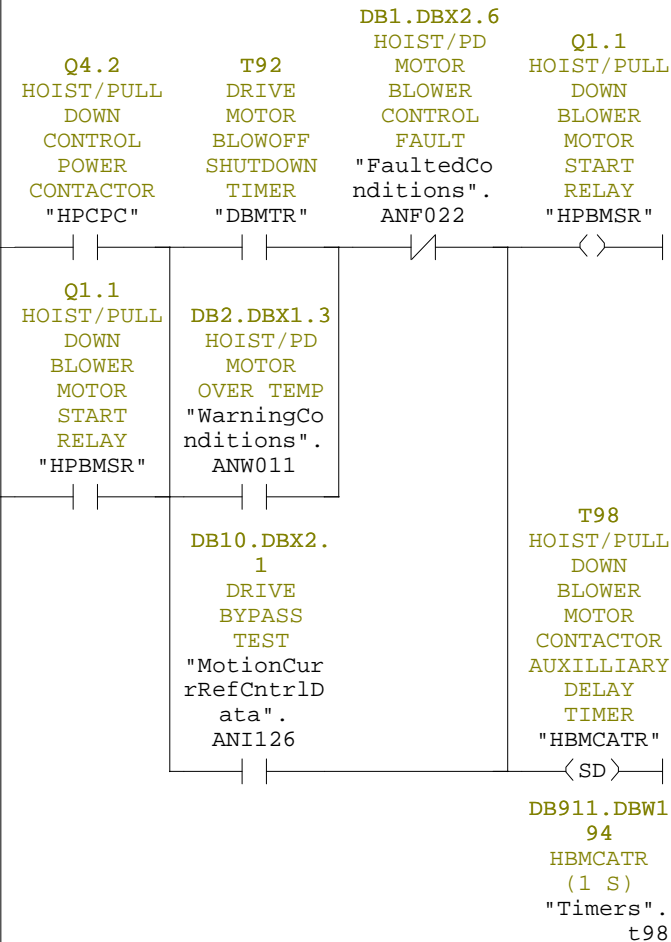 Q4.2
HOIST/PULL
DOWN
CONTROL
POWER
CONTACTOR
"HPCPC"
T92
DRIVE
MOTOR
BLOWOFF
SHUTDOWN
TIMER
"DBMTR"
DB1.DBX2.6
HOIST/PD
MOTOR
BLOWER
CONTROL
FAULT
"FaultedCo
nditions".
ANF022
Q1.1
HOIST/PULL
DOWN
BLOWER
MOTOR
START
RELAY
"HPBMSR"
Q1.1
HOIST/PULL
DOWN
BLOWER
MOTOR
START
RELAY
"HPBMSR"
DB2.DBX1.3
HOIST/PD
MOTOR
OVER TEMP
"WarningCo
nditions".
ANW011
DB10.DBX2.
1
DRIVE
BYPASS
TEST
"MotionCur
rRefCntrlD
ata".
ANI126
T98
HOIST/PULL
DOWN
BLOWER
MOTOR
CONTACTOR
AUXILLIARY
DELAY
TIMER
"HBMCATR"
SD
DB911.DBW1
94
HBMCATR
(1 S)
"Timers".
t98